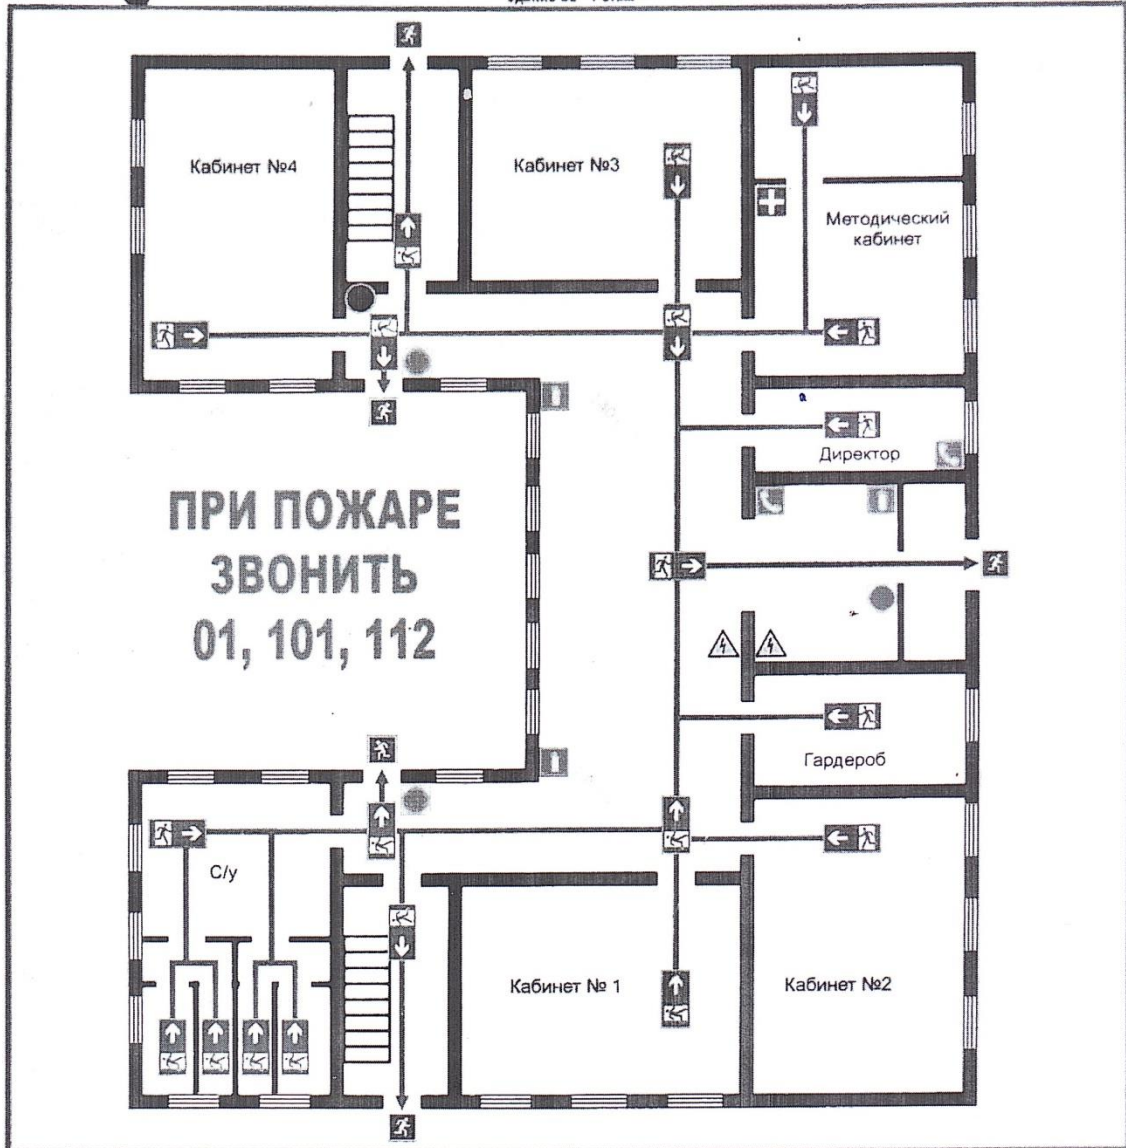 Кабинет №4
Кабинет №3
Методический
кабинет
Директор
ПРИ ПОЖАРЕ
ЗВОНИТЬ
01, 101, 112
Гардероб
С/у
Кабинет № 1
Кабинет №2